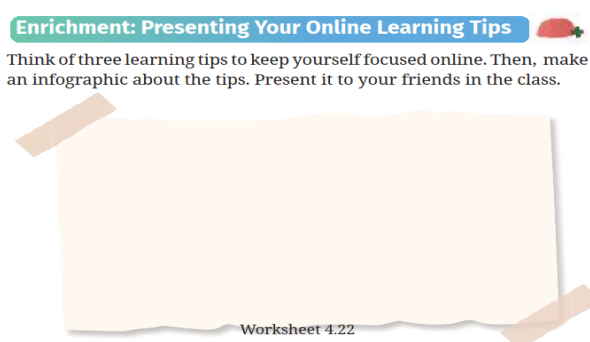 Enrichment: Presenting Your Online Learning Tips
Think of three learning tips to keep yourself focused online. Then, make
an infographic about the tips. Present it to your friends in the class.
Worksheet 4.22